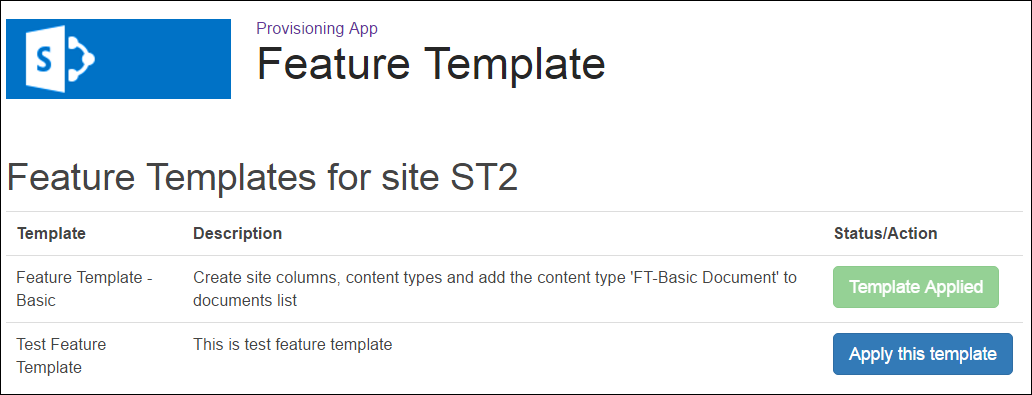 S
Provisioning App
Feature Template
Feature Templates for site ST2
Template Description Status/Action
Feature Template - Basic
Create site columns, content types and add the content type 'FT-Basic Document' to
documents list
Template Applied
Test Feature
Template
This is test feature template
Apply this template